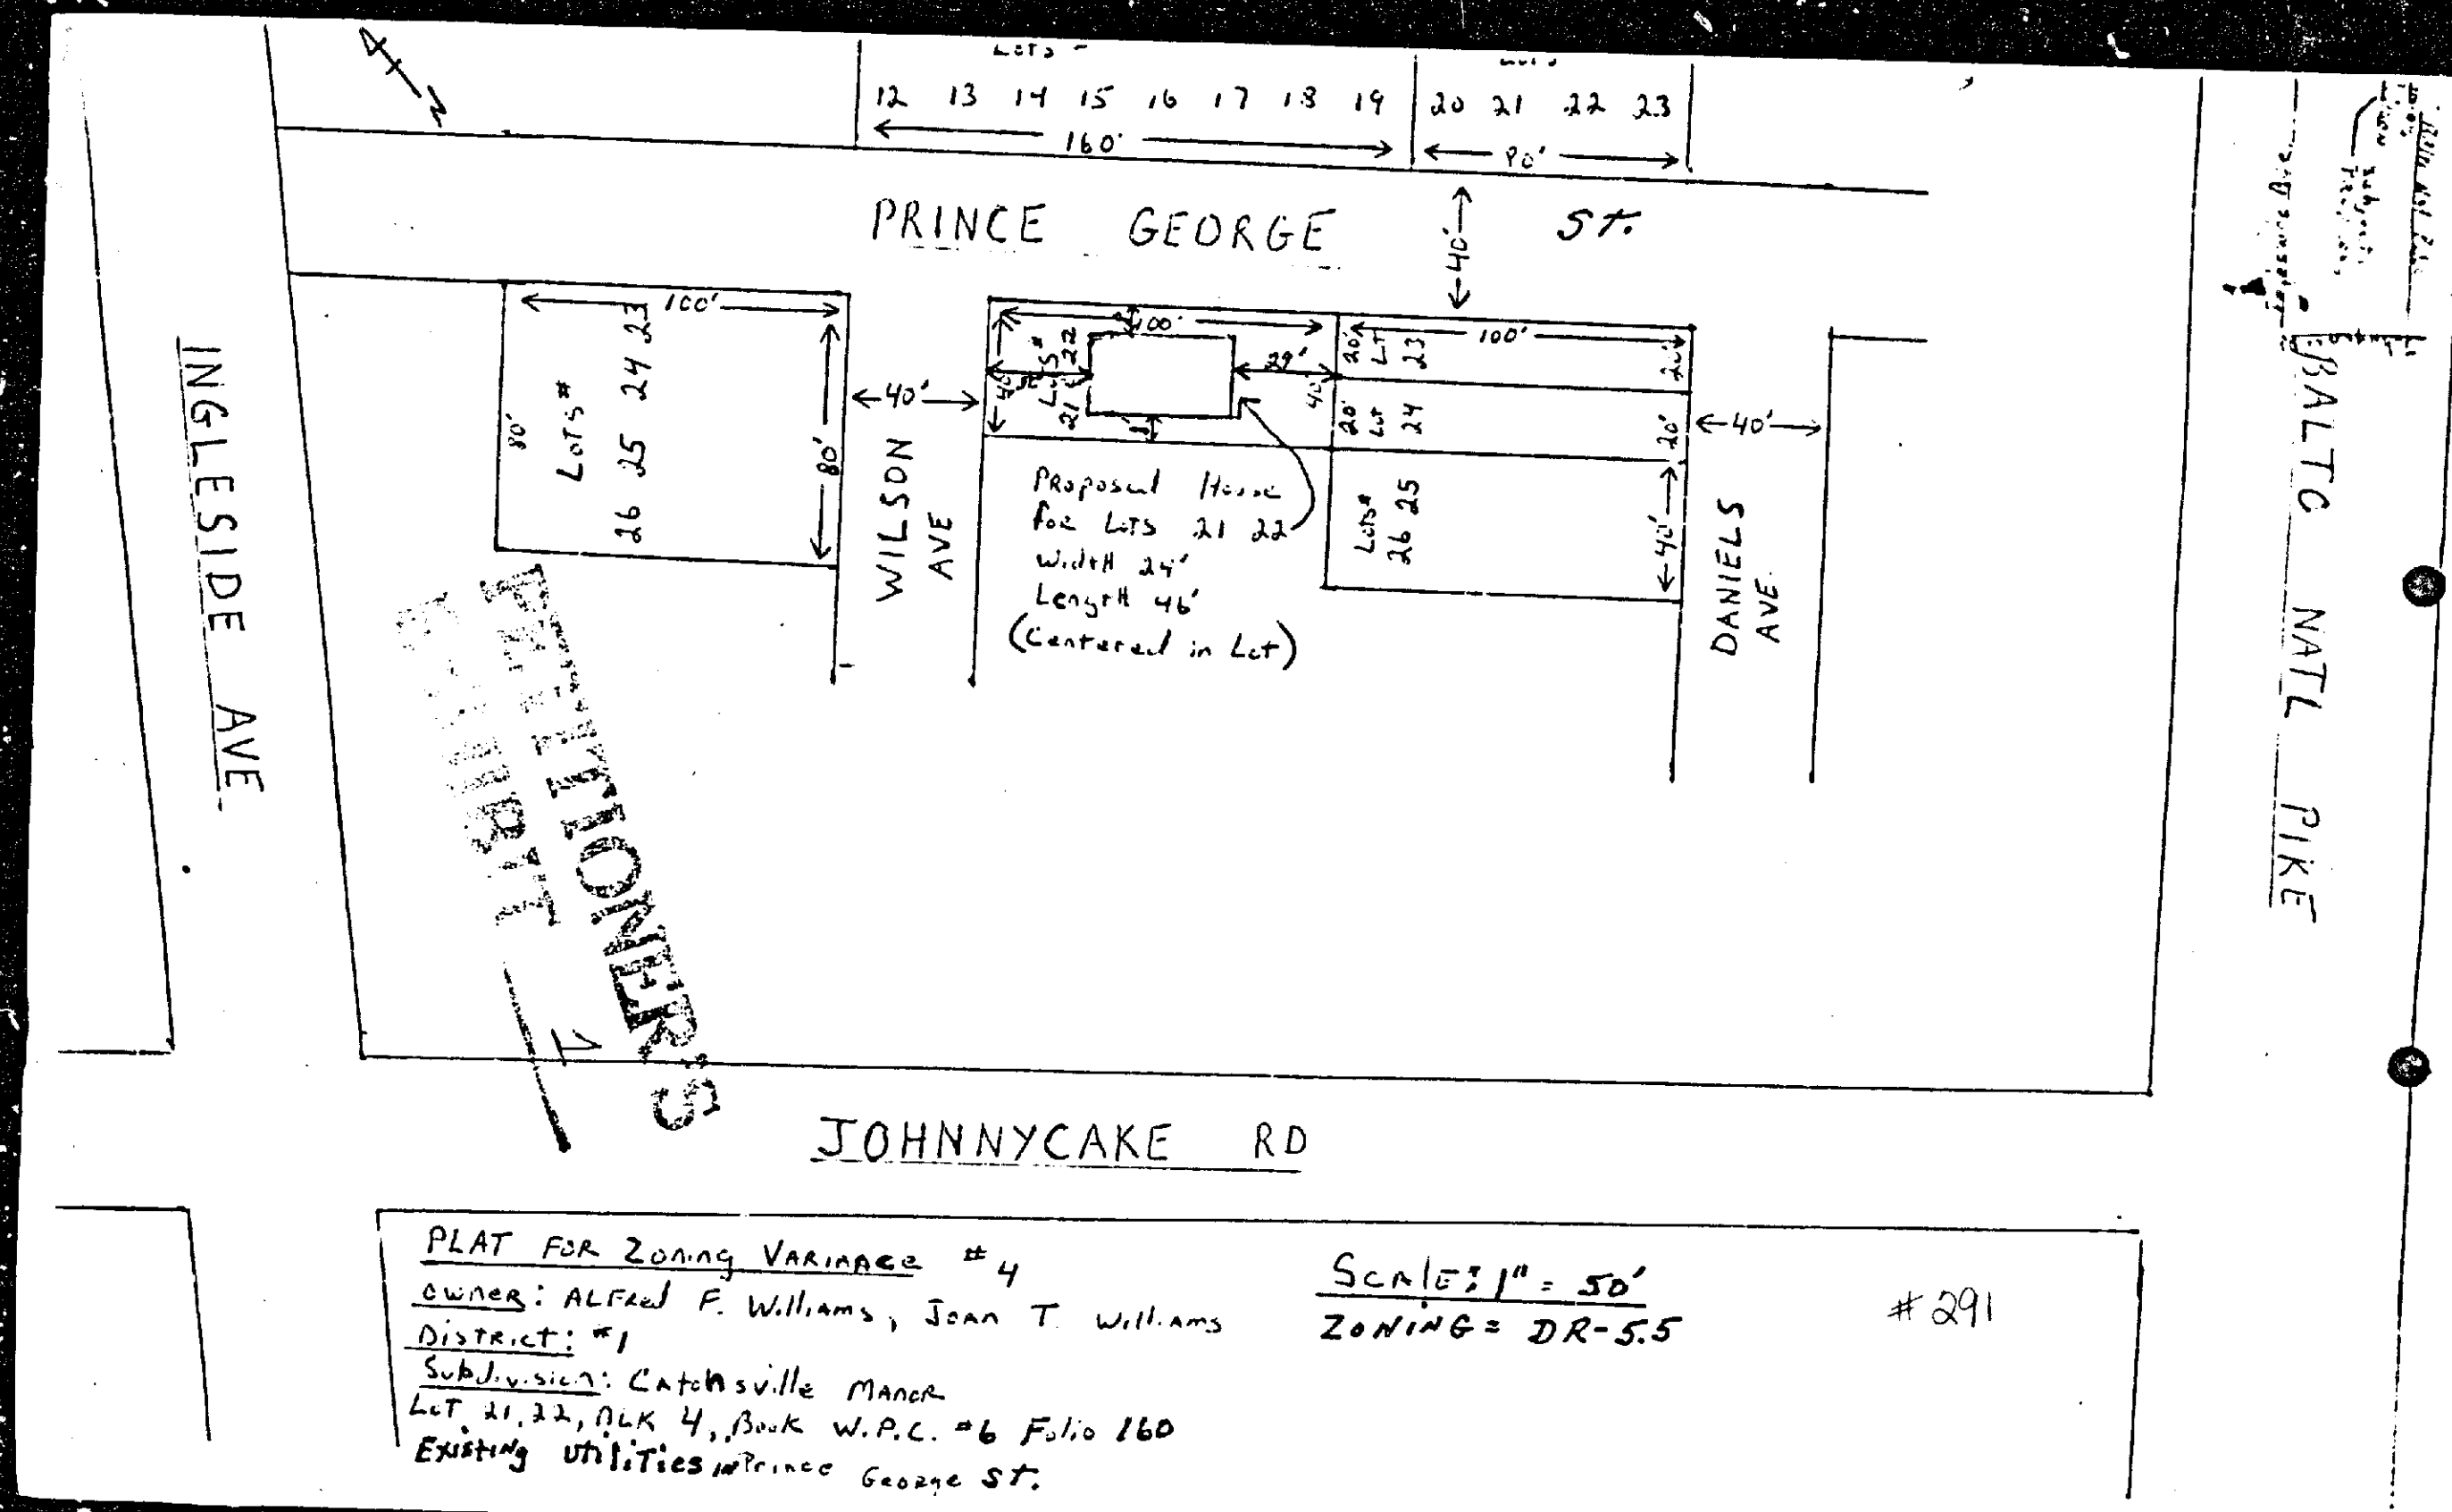 N
Lots -
12 13 14 15 16 17 18 19
160'
20 21 22 23
80'
PRINCE GEORGE ST.
40'
100'
Lots #
26 25 24 23
80'
80'
40'
WILSON
AVE
100'
Lots #
21 22
40'
29'
40'
8'
100'
20' Lot 23 20'
20' Lot 24 20'
Lots #
26 25
40'
40'
DANIELS
AVE.
Proposed House
For Lots 21 22
Width 24'
Length 46'
(Centered in Lot)
INGLESIDE AVE.
BALTO NATL PIKE
PETITIONER'S
EXHIBIT 1
JOHNNYCAKE RD
PLAT FOR Zoning VARIANCE #4
Owner: ALFRed F. Williams, Joan T. Williams
District: #1
Subdivision: Catonsville MANOR
Lot 21, 22, BLK 4, Book W.P.C. #6 Folio 160
Existing Utilities in Prince George ST.
Scale: 1" = 50'
ZONING = DR-5.5
#291